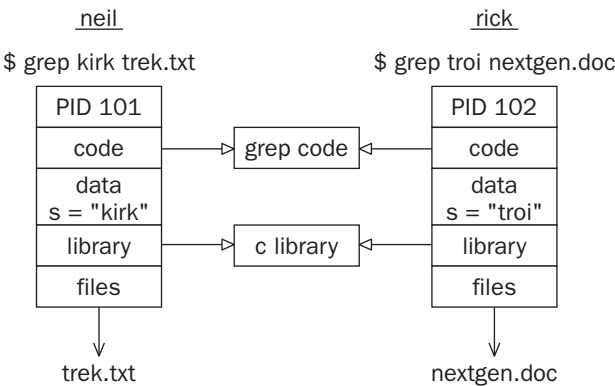 neil
$ grep kirk trek.txt
PID 101
code
data
s = "kirk"
library
files
trek.txt
grep code
c library
rick
$ grep troi nextgen.doc
PID 102
code
data
s = "troi"
library
files
nextgen.doc